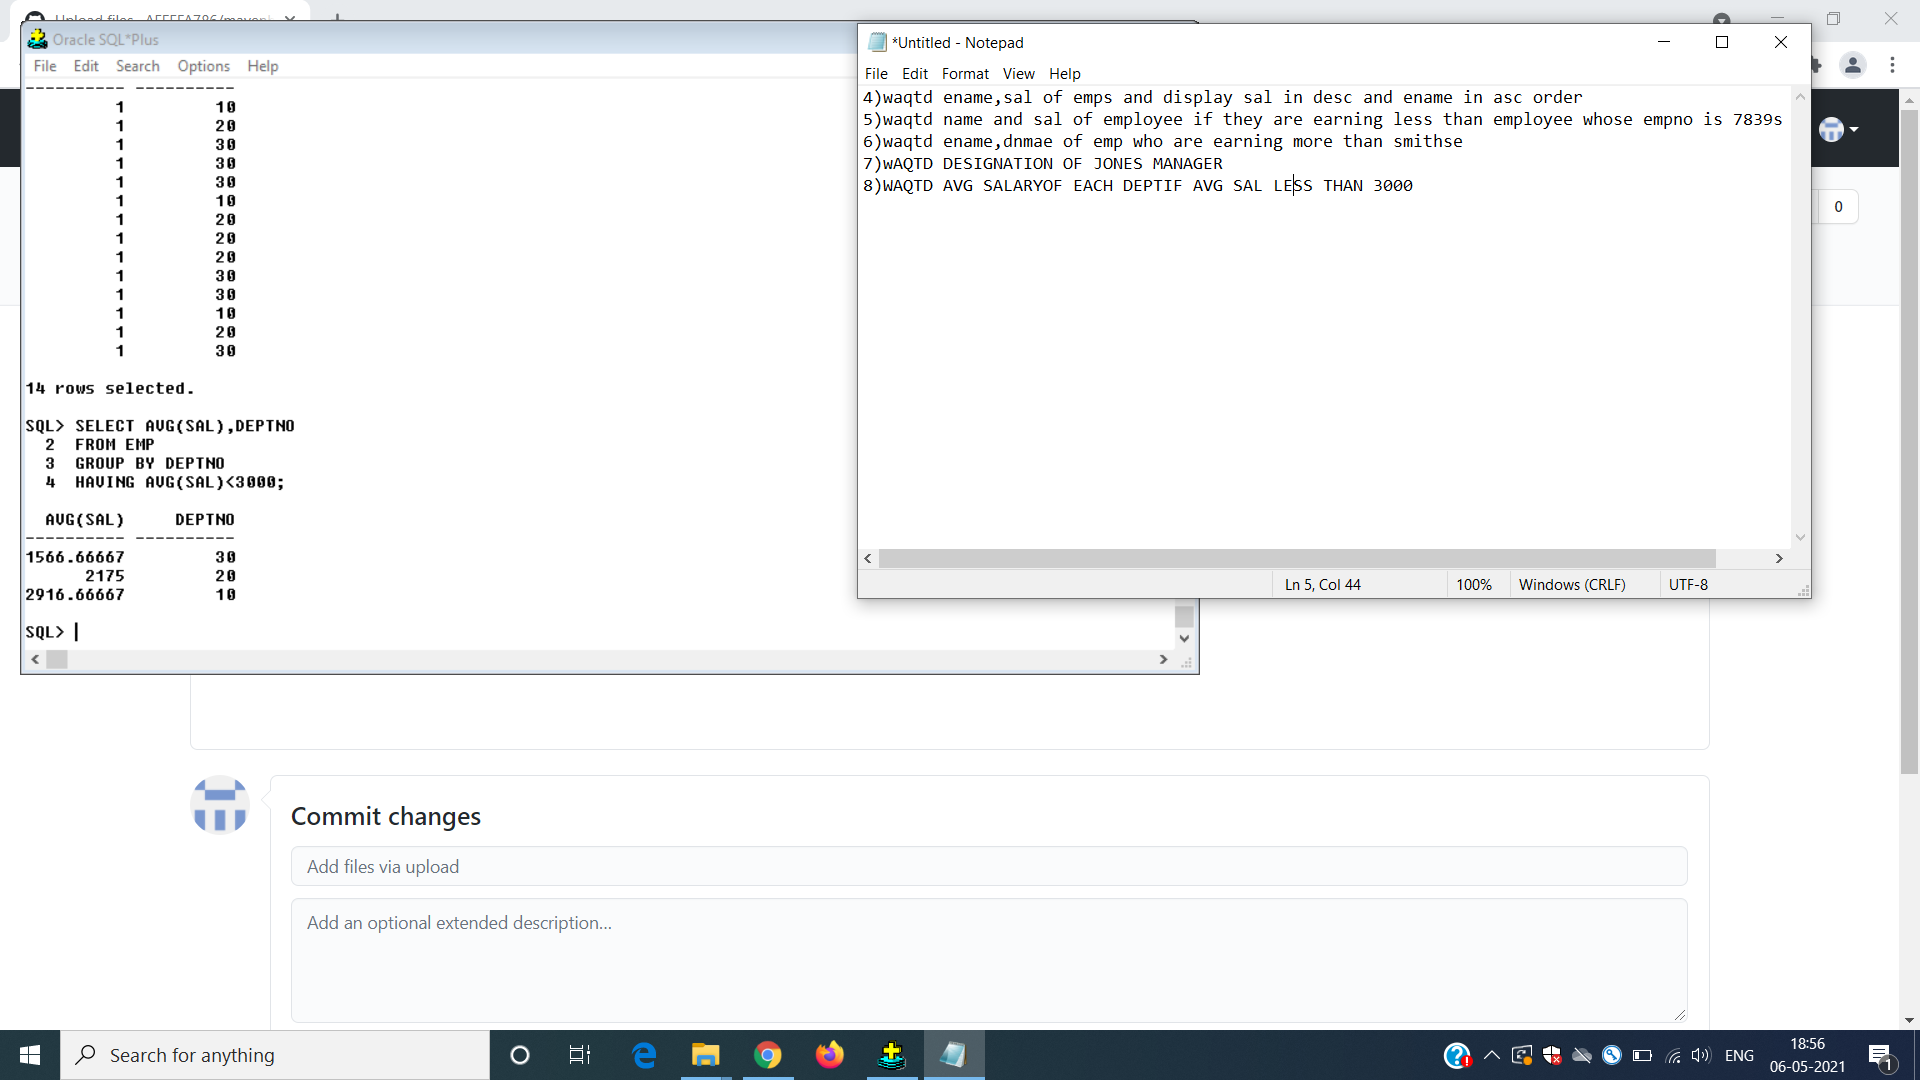 Upload files · AFFFFA786/maven
Oracle SQL*Plus
File Edit Search Options Help
---------- ----------
1 10
1 20
1 30
1 30
1 30
1 10
1 20
1 20
1 20
1 30
1 30
1 10
1 20
1 30
14 rows selected.
SQL> SELECT AVG(SAL),DEPTNO
2 FROM EMP
3 GROUP BY DEPTNO
4 HAVING AVG(SAL)<3000;
AVG(SAL) DEPTNO
---------- ----------
1566.66667 30
2175 20
2916.66667 10
SQL>
*Untitled - Notepad
File Edit Format View Help
4)waqtd ename,sal of emps and display sal in desc and ename in asc order
5)waqtd name and sal of employee if they are earning less than employee whose empno is 7839s
6)waqtd ename,dnmae of emp who are earning more than smithse
7)WAQTD DESIGNATION OF JONES MANAGER
8)WAQTD AVG SALARYOF EACH DEPTIF AVG SAL LESS THAN 3000
Ln 5, Col 44 100% Windows (CRLF) UTF-8
0
Commit changes
Add files via upload
Add an optional extended description...
Search for anything
ENG
18:56
06-05-2021
1